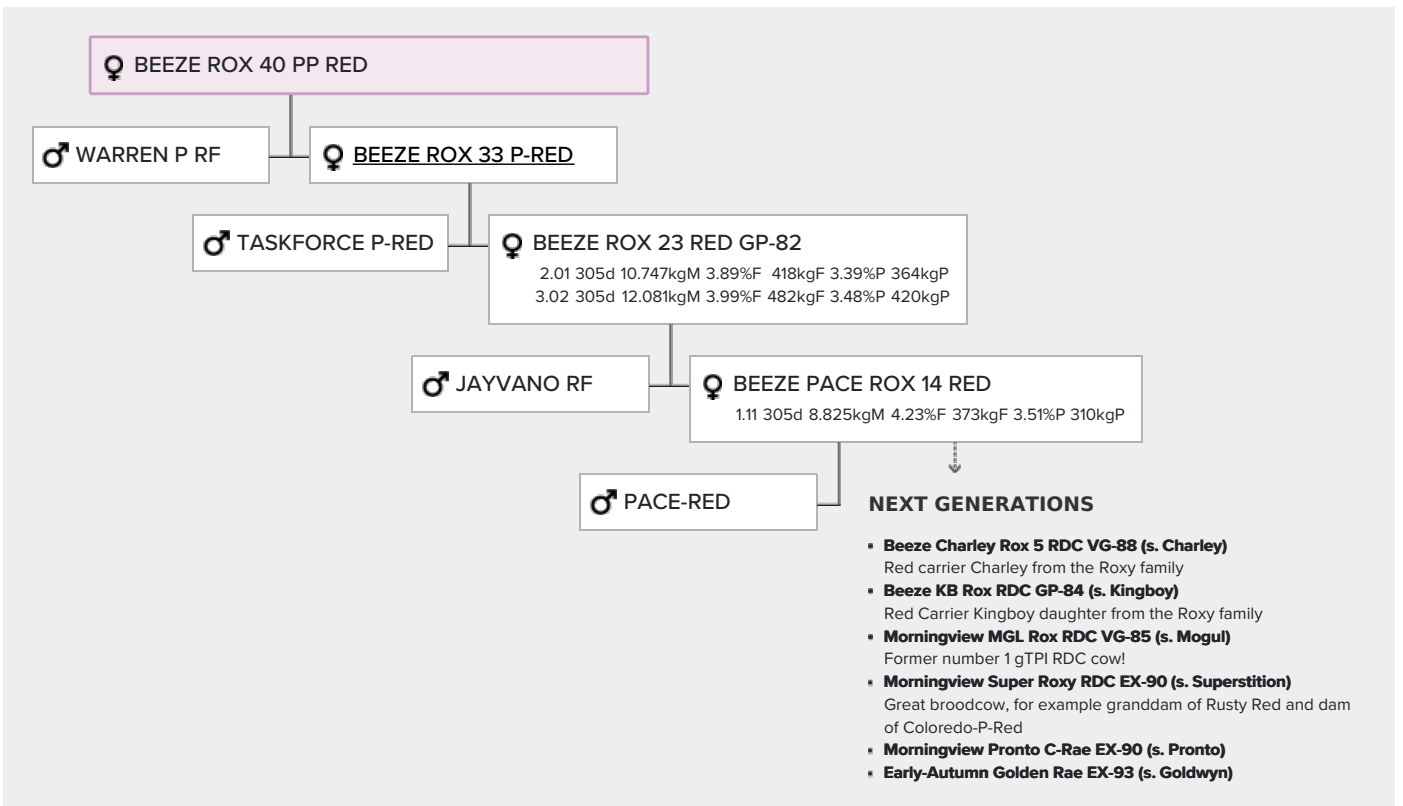 BEEZE ROX 40 PP RED
WARREN P RF
BEEZE ROX 33 P-RED
TASKFORCE P-RED
BEEZE ROX 23 RED GP-82
2.01 305d 10.747kgM 3.89%F 418kgF 3.39%P 364kgP
3.02 305d 12.081kgM 3.99%F 482kgF 3.48%P 420kgP
JAYVANO RF
BEEZE PACE ROX 14 RED
1.11 305d 8.825kgM 4.23%F 373kgF 3.51%P 310kgP
PACE-RED
NEXT GENERATIONS
Beeze Charley Rox 5 RDC VG-88 (s. Charley)
Red carrier Charley from the Roxy family
Beeze KB Rox RDC GP-84 (s. Kingboy)
Red Carrier Kingboy daughter from the Roxy family
Morningview MGL Rox RDC VG-85 (s. Mogul)
Former number 1 gTPI RDC cow!
Morningview Super Roxy RDC EX-90 (s. Superstition)
Great broodcow, for example granddam of Rusty Red and dam
of Coloredo-P-Red
Morningview Pronto C-Rae EX-90 (s. Pronto)
Early-Autumn Golden Rae EX-93 (s. Goldwyn)